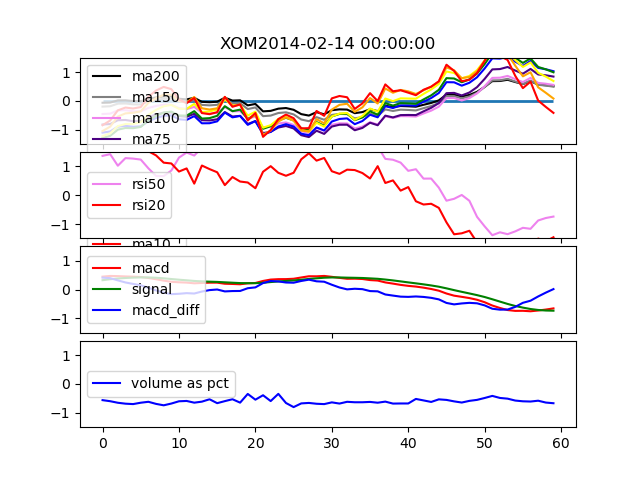 XOM2014-02-14 00:00:00
1
0
−1
ma200
ma150
ma100
ma75
1
0
−1
rsi50
rsi20
ma10
1
0
−1
macd
signal
macd_diff
1
0
−1
volume as pct
0 10 20 30 40 50 60